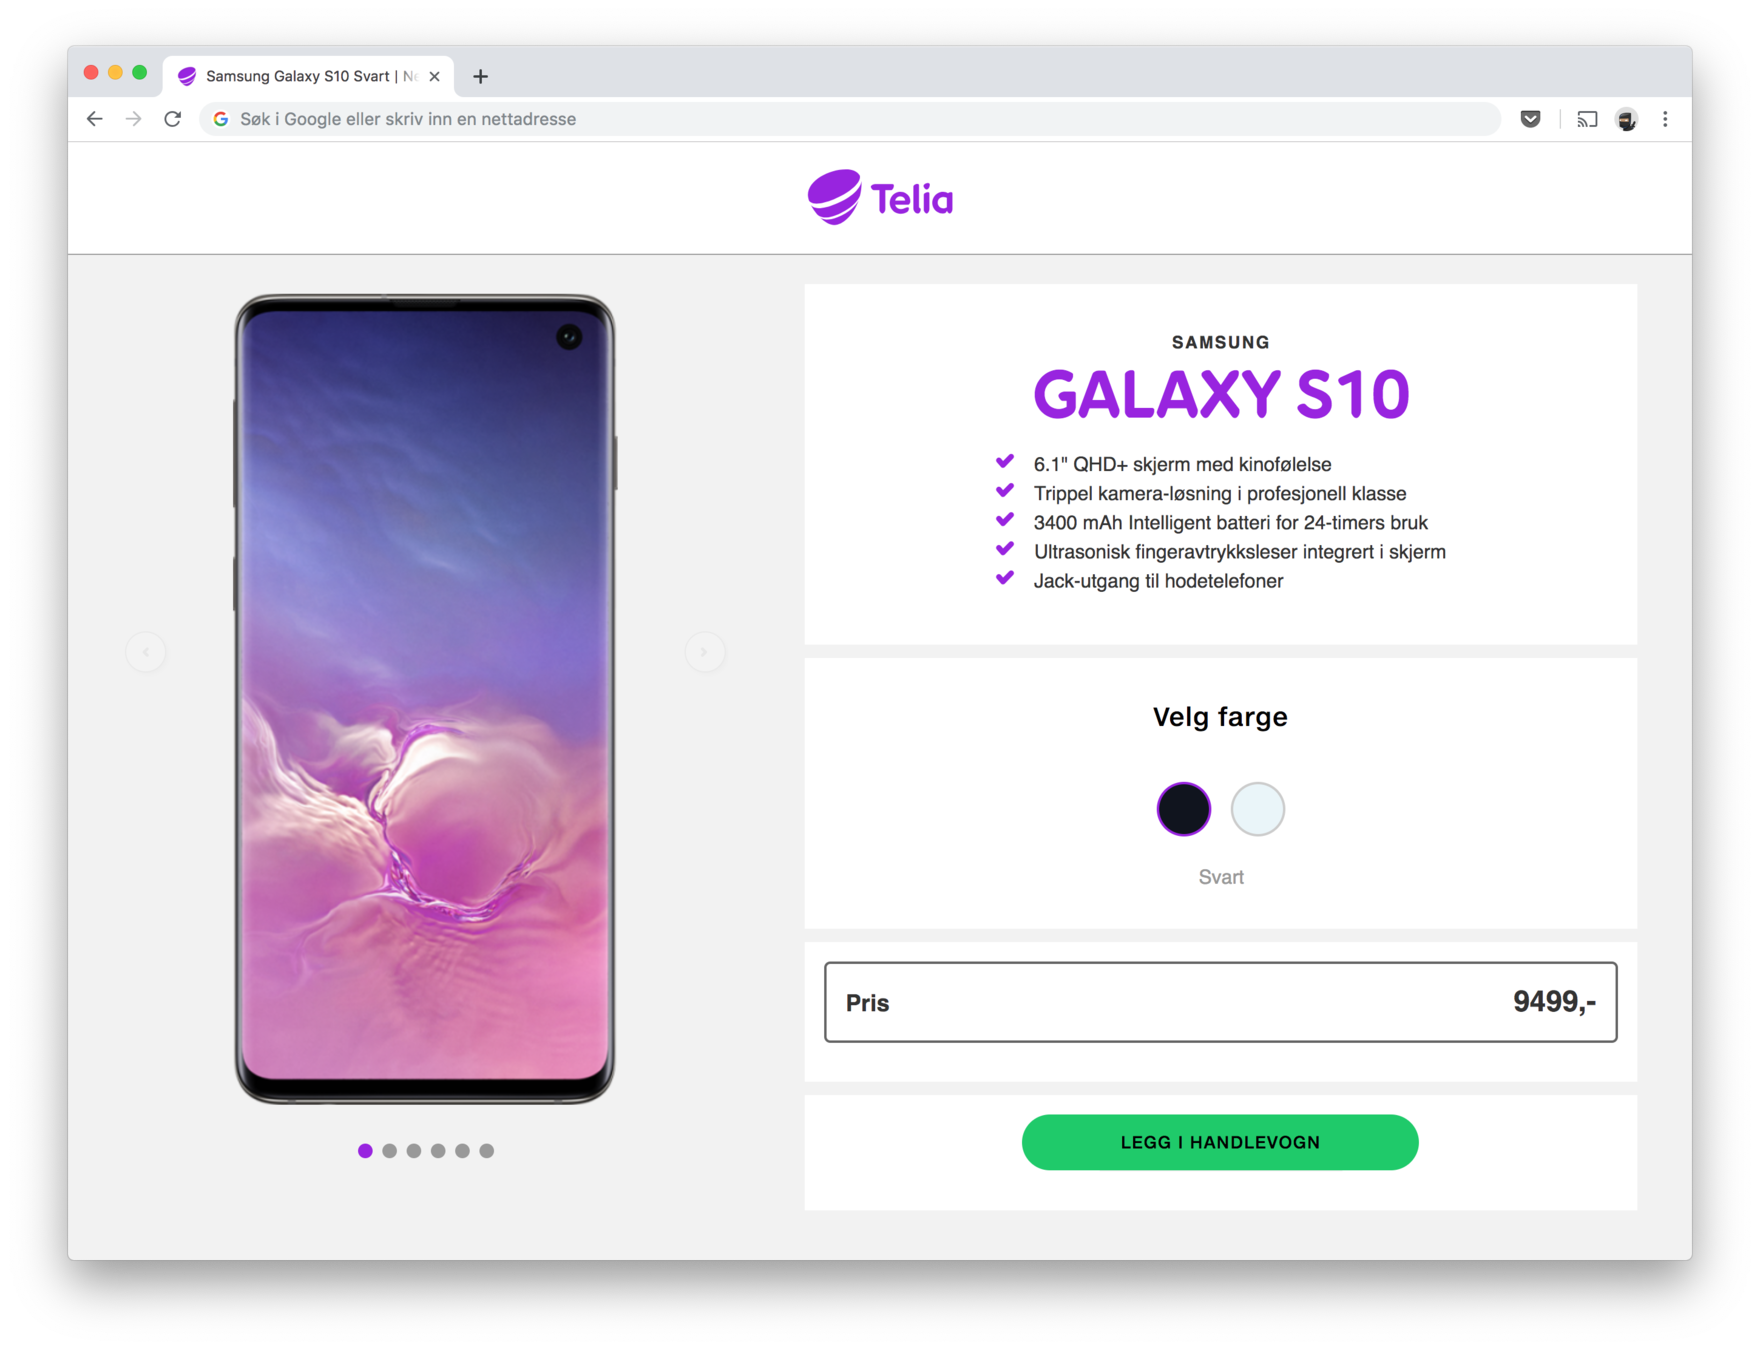 Samsung Galaxy S10 Svart | Ne
Søk i Google eller skriv inn en nettadresse
Telia
SAMSUNG
GALAXY S10
6.1" QHD+ skjerm med kinofølelse
Trippel kamera-løsning i profesjonell klasse
3400 mAh Intelligent batteri for 24-timers bruk
Ultrasonisk fingeravtrykksleser integrert i skjerm
Jack-utgang til hodetelefoner
Velg farge
Svart
Pris 9499,-
LEGG I HANDLEVOGN